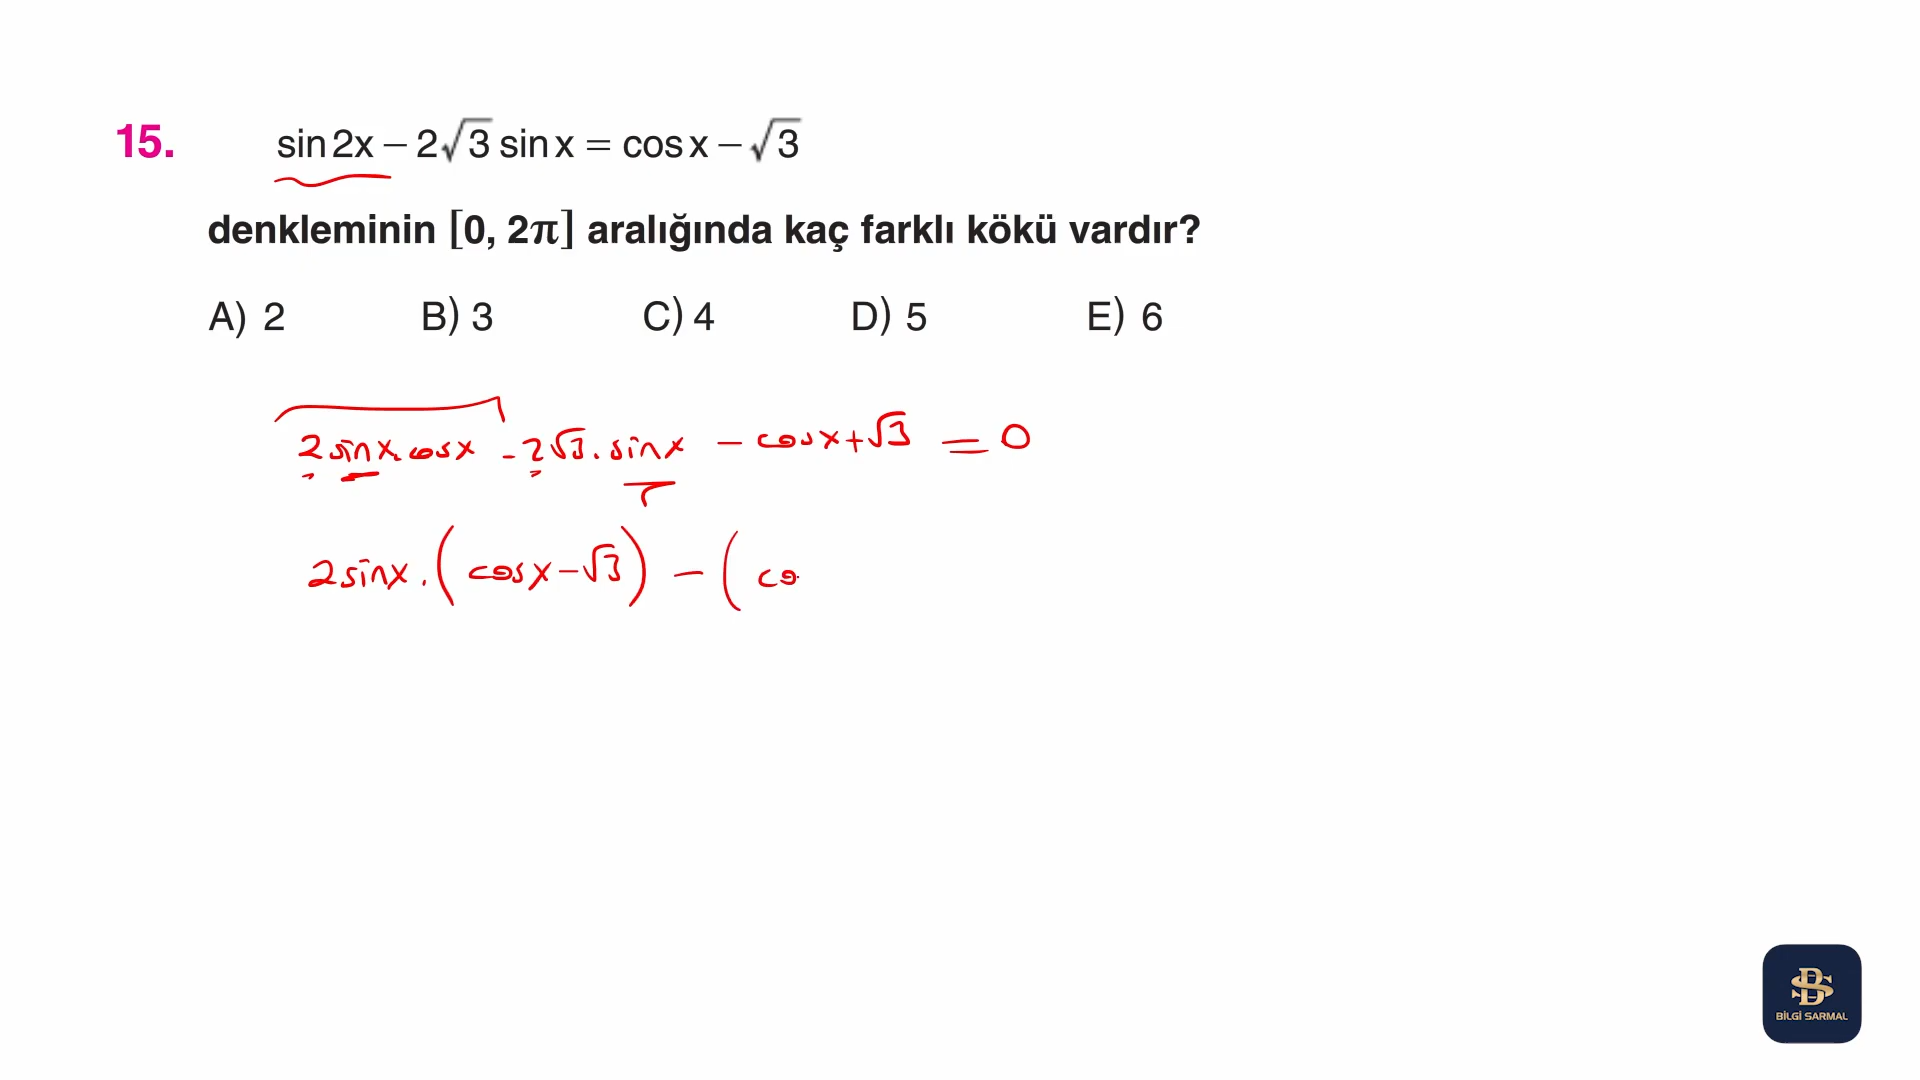 15. sin2x − 2√3 sinx = cosx − √3
denkleminin [0, 2π] aralığında kaç farklı kökü vardır?
A) 2 B) 3 C) 4 D) 5 E) 6
2sinx.cosx - 2√3.sinx - cosx+√3 = 0
2sinx.(cosx-√3) - (co
BİLGİ SARMAL